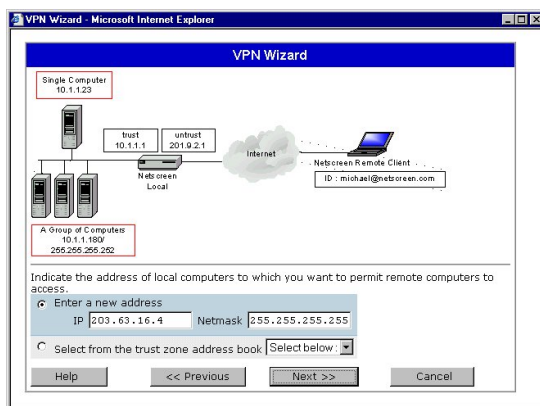 VPN Wizard - Microsoft Internet Explorer
VPN Wizard
Single Computer
10.1.1.23
trust
10.1.1.1
untrust
201.9.2.1
Internet
Netscreen
Local
Netscreen Remote Client
ID : michael@netscreen.com
A Group of Computers
10.1.1.180/
255.255.255.252
Indicate the address of local computers to which you want to permit remote computers to
access.
Enter a new address
IP 203.63.16.4 Netmask 255.255.255.255
Select from the trust zone address book Select below:
Help << Previous Next >> Cancel